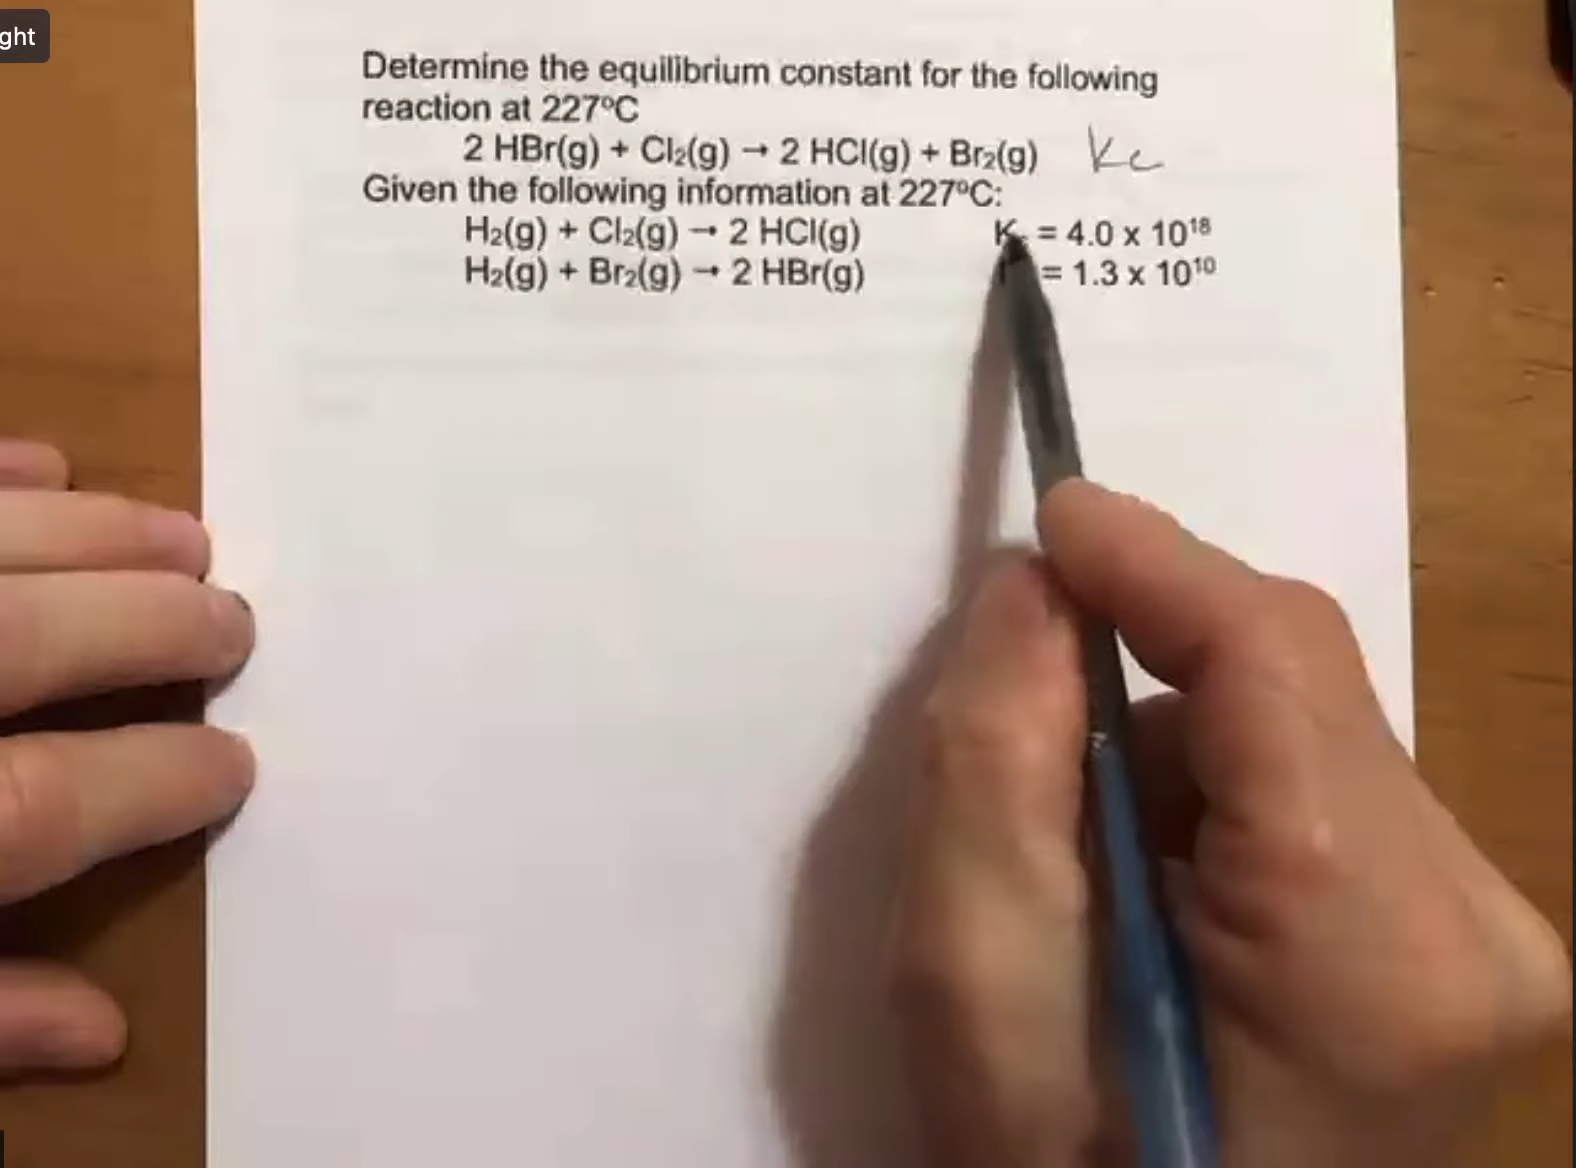 ght
Determine the equilibrium constant for the following
reaction at 227°C
2 HBr(g) + Cl₂(g) → 2 HCl(g) + Br₂(g) Kc
Given the following information at 227°C:
H₂(g) + Cl₂(g) → 2 HCl(g) K = 4.0 x 10¹⁸
H₂(g) + Br₂(g) → 2 HBr(g) = 1.3 x 10¹⁰